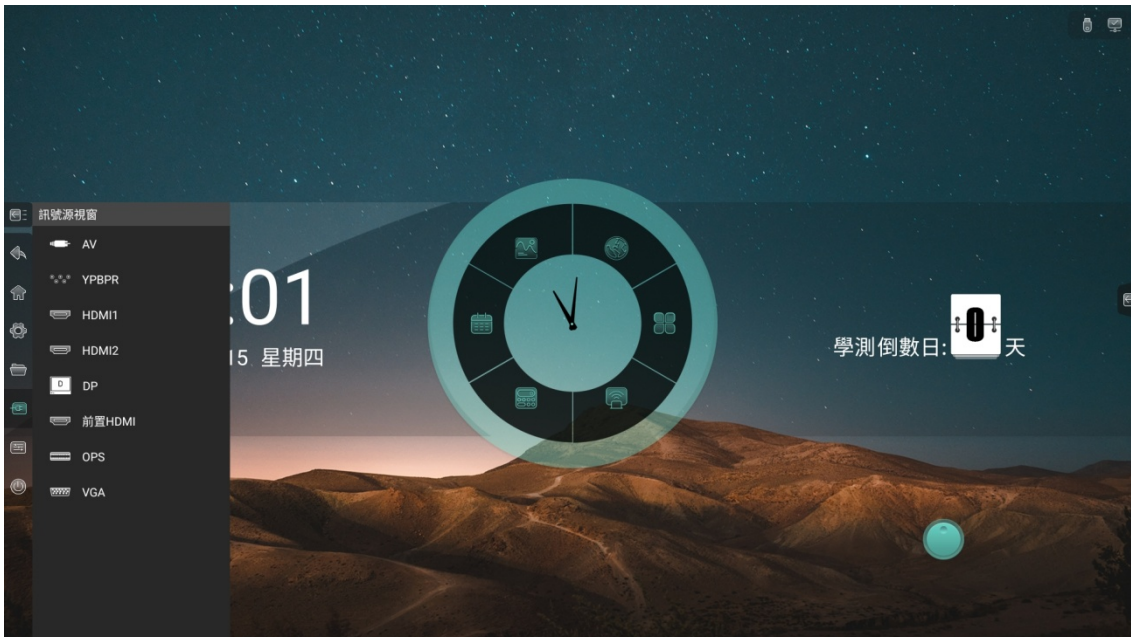 訊號源視窗
AV
YPBPR
HDMI1
HDMI2
D
DP
前置HDMI
OPS
VGA
:01
15 星期四
學測倒數日:0天